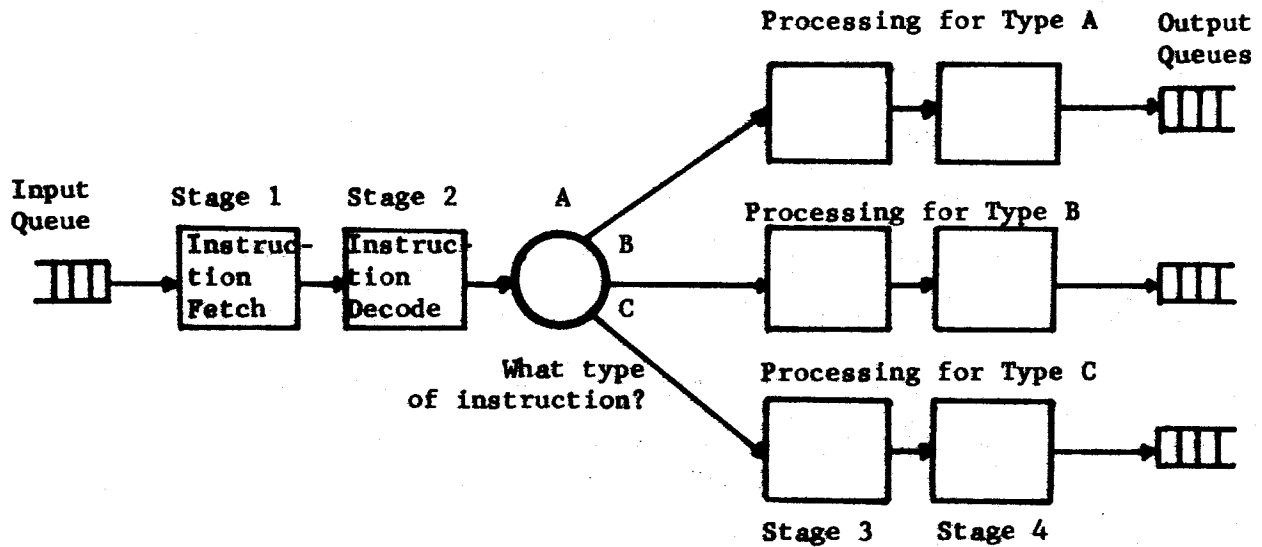 Processing for Type A
Output
Queues
Input
Queue
Stage 1
Stage 2
A
Processing for Type B
Instruc-
tion
Fetch
Instruc-
tion
Decode
B
C
What type
of instruction?
Processing for Type C
Stage 3
Stage 4